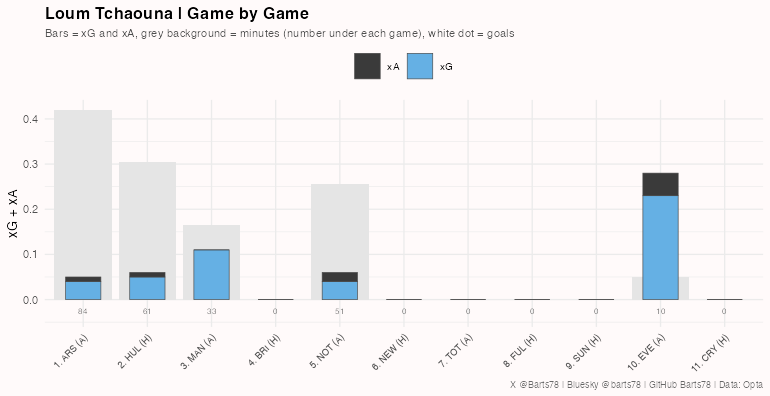 Loum Tchaouna | Game by Game
Bars = xG and xA, grey background = minutes (number under each game), white dot = goals
xA xG
xG + xA
0.4
0.3
0.2
0.1
0.0
84 61 33 0 51 0 0 0 0 10 0
1. ARS (A) 2. HUL (H) 3. MAN (A) 4. BRI (H) 5. NOT (A) 6. NEW (H) 7. TOT (A) 8. FUL (H) 9. SUN (H) 10. EVE (A) 11. CRY (H)
X @Barts78 | Bluesky @barts78 | GitHub Barts78 | Data: Opta